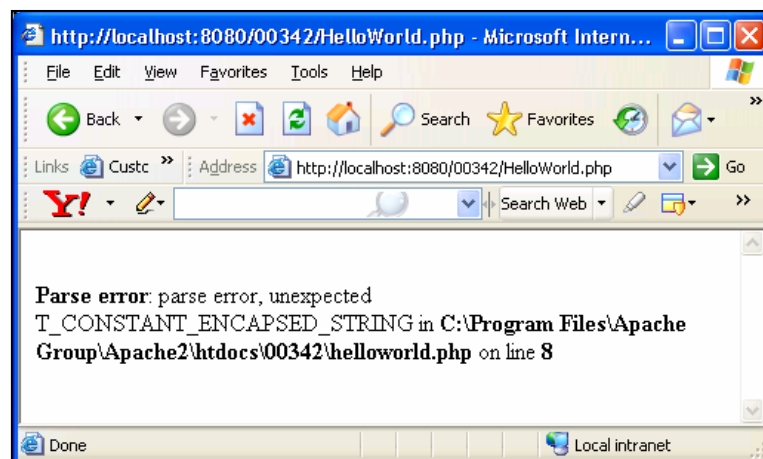 http://localhost:8080/00342/HelloWorld.php - Microsoft Intern...
File Edit View Favorites Tools Help
Back Search Favorites »
Links Custc » Address http://localhost:8080/00342/HelloWorld.php Go
Y! Search Web »
Parse error: parse error, unexpected
T_CONSTANT_ENCAPSED_STRING in C:\Program Files\Apache
Group\Apache2\htdocs\00342\helloworld.php on line 8
Done Local intranet